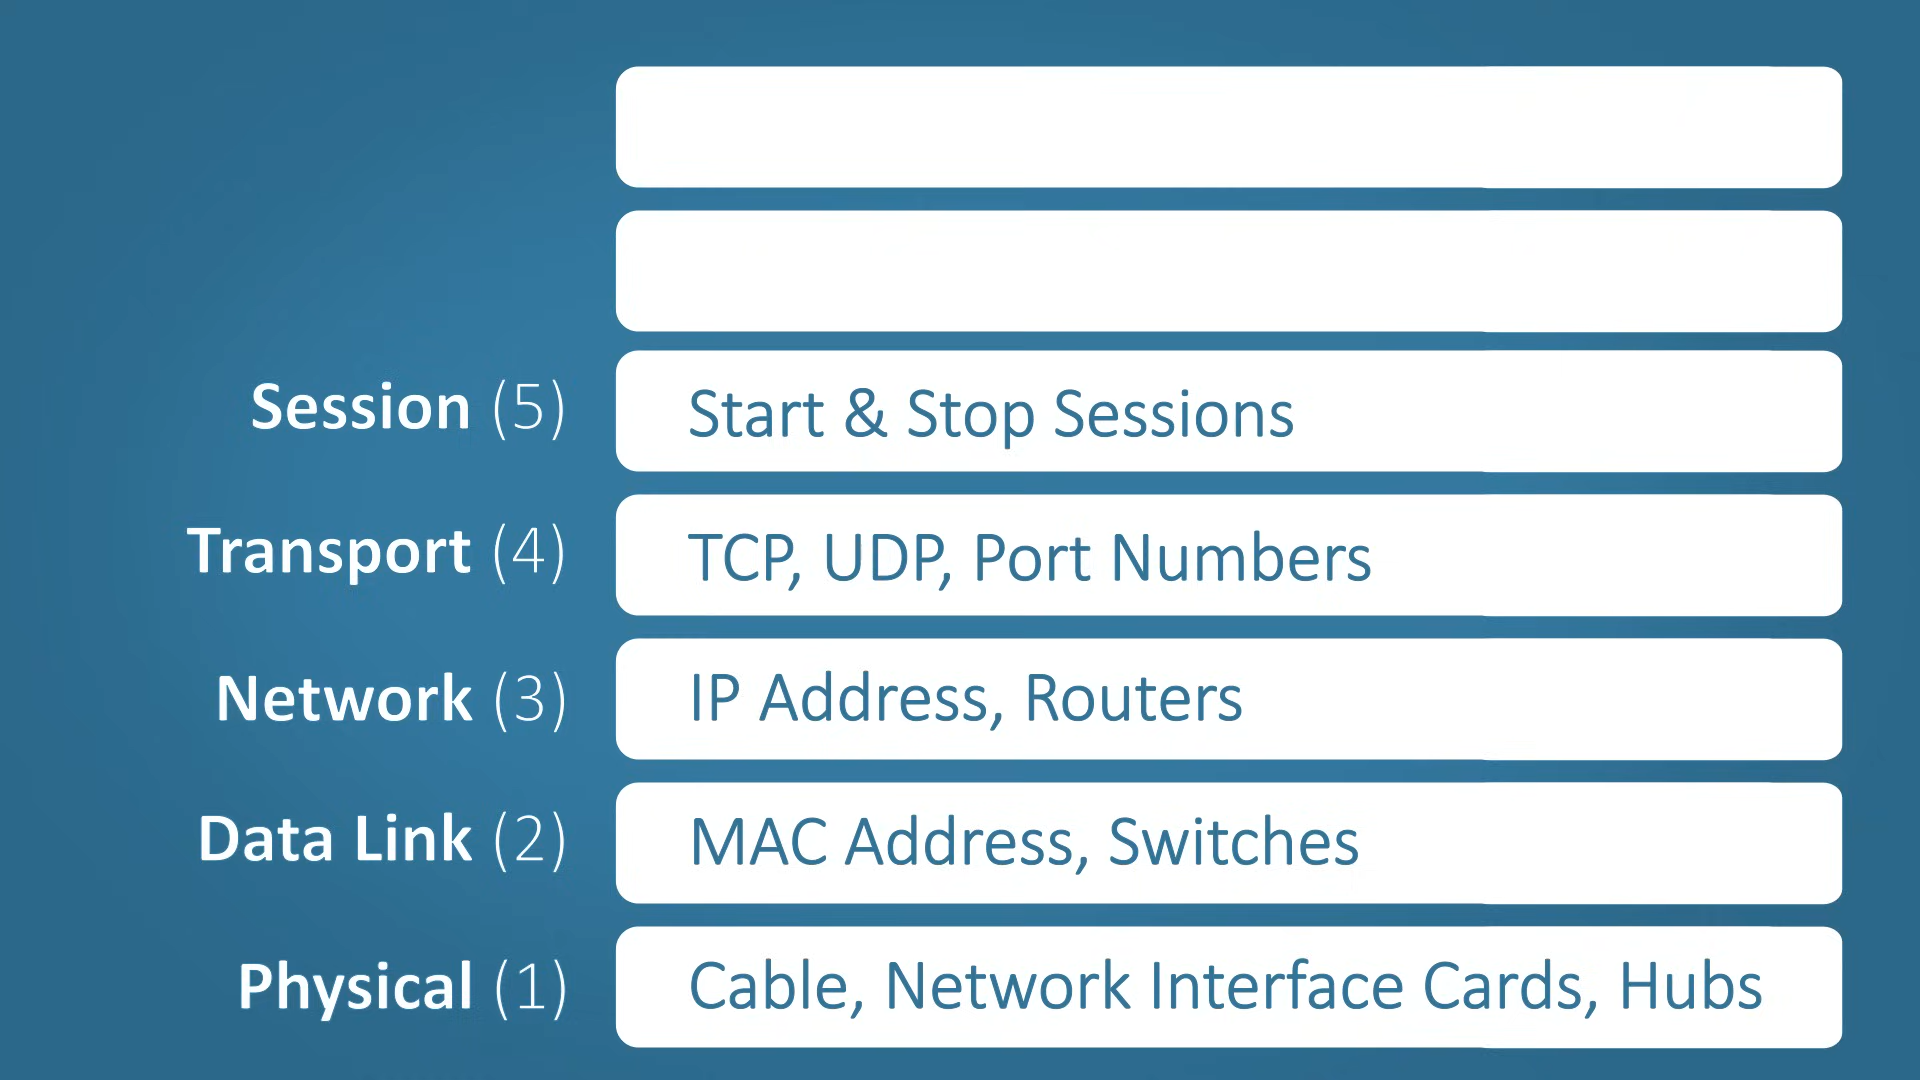 Session (5) Start & Stop Sessions
Transport (4) TCP, UDP, Port Numbers
Network (3) IP Address, Routers
Data Link (2) MAC Address, Switches
Physical (1) Cable, Network Interface Cards, Hubs